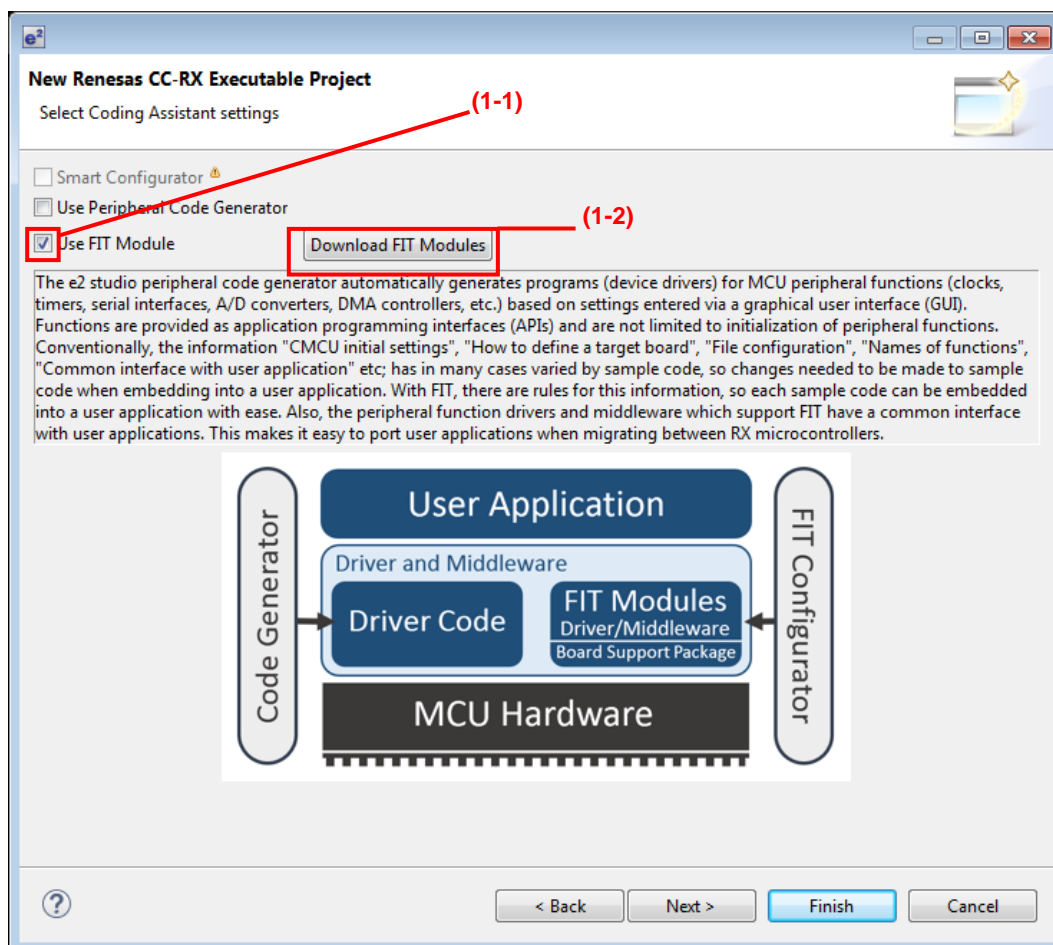 e²
New Renesas CC-RX Executable Project
Select Coding Assistant settings
(1-1)
Smart Configurator
Use Peripheral Code Generator
(1-2)
Use FIT Module
Download FIT Modules
The e2 studio peripheral code generator automatically generates programs (device drivers) for MCU peripheral functions (clocks,
timers, serial interfaces, A/D converters, DMA controllers, etc.) based on settings entered via a graphical user interface (GUI).
Functions are provided as application programming interfaces (APIs) and are not limited to initialization of peripheral functions.
Conventionally, the information "CMCU initial settings", "How to define a target board", "File configuration", "Names of functions",
"Common interface with user application" etc; has in many cases varied by sample code, so changes needed to be made to sample
code when embedding into a user application. With FIT, there are rules for this information, so each sample code can be embedded
into a user application with ease. Also, the peripheral function drivers and middleware which support FIT have a common interface
with user applications. This makes it easy to port user applications when migrating between RX microcontrollers.
Code Generator
User Application
Driver and Middleware
Driver Code
FIT Modules
Driver/Middleware
Board Support Package
MCU Hardware
FIT Configurator
?
< Back
Next >
Finish
Cancel